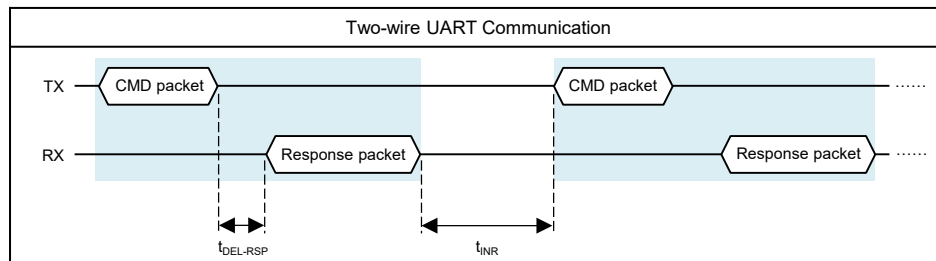 Two-wire UART Communication
TX
CMD packet
CMD packet
......
RX
Response packet
Response packet
......
tDEL-RSP
tINR